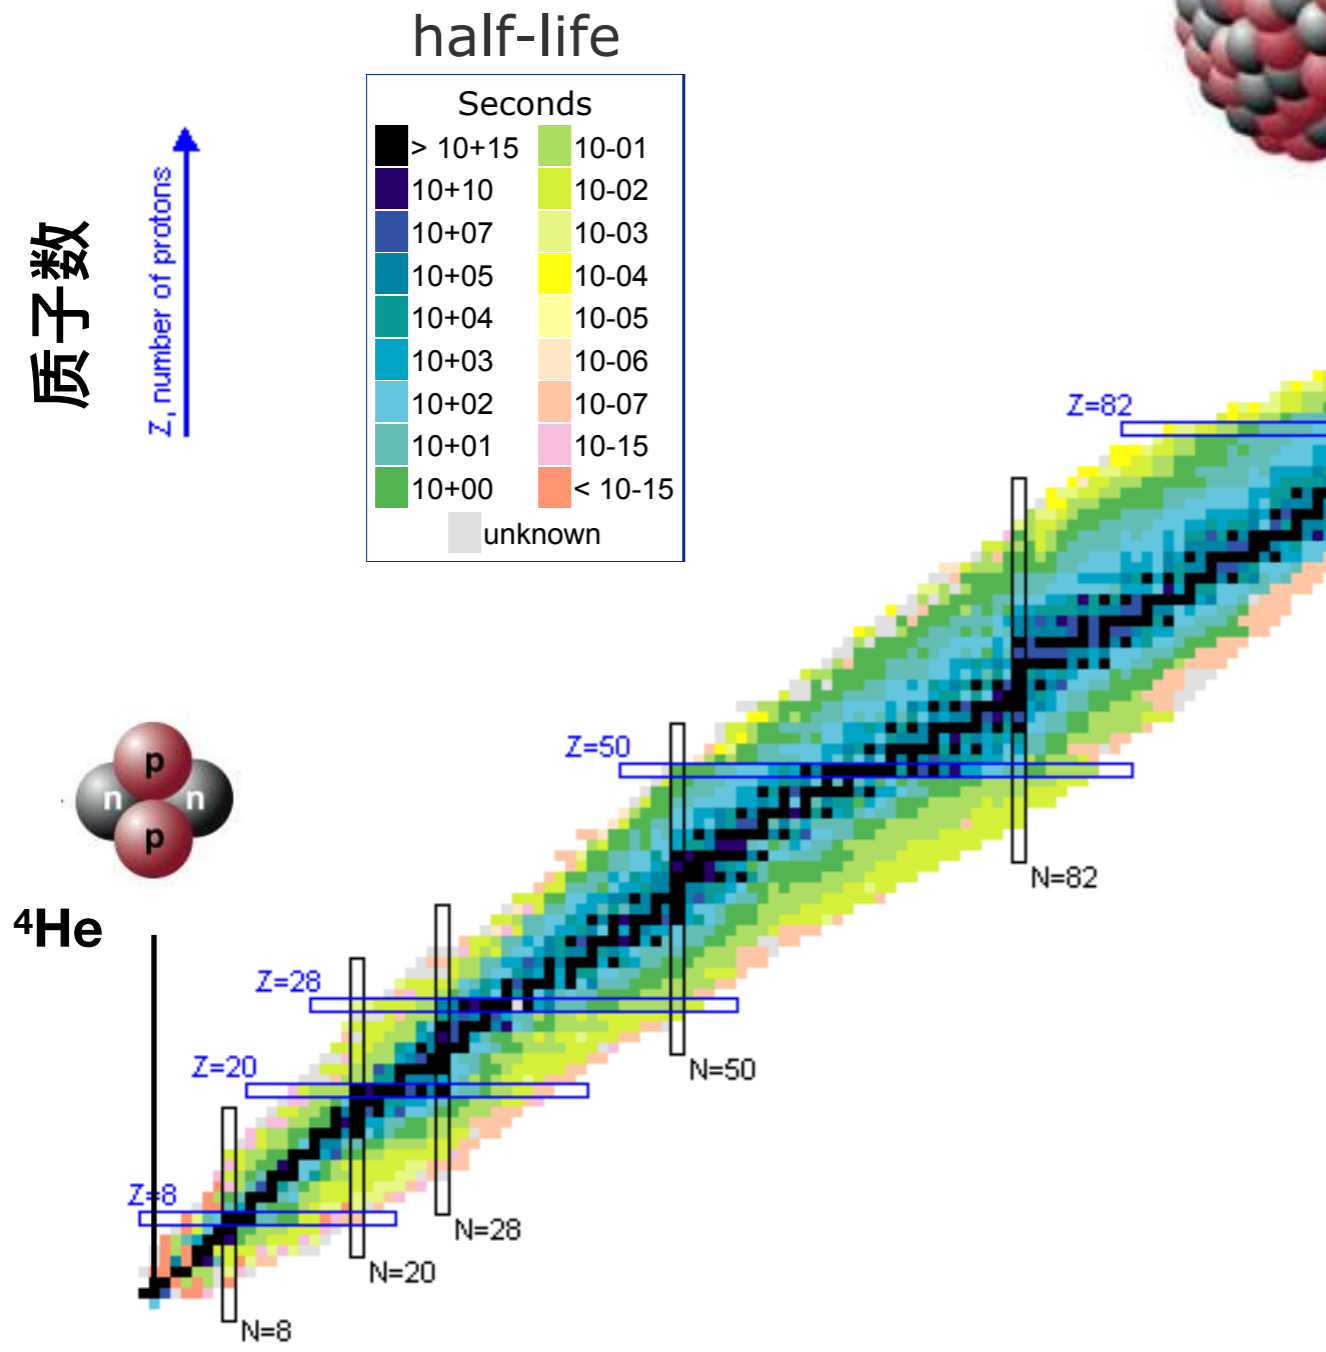 half-life
Seconds
> 10+15
10-01
10+10
10-02
10+07
10-03
10+05
10-04
10+04
10-05
10+03
10-06
10+02
10-07
10+01
10-15
10+00
< 10-15
unknown
质子数
Z, number of protons
Z=82
Z=50
p
n
n
p
N=82
⁴He
Z=28
N=50
Z=20
Z=8
N=28
N=20
N=8